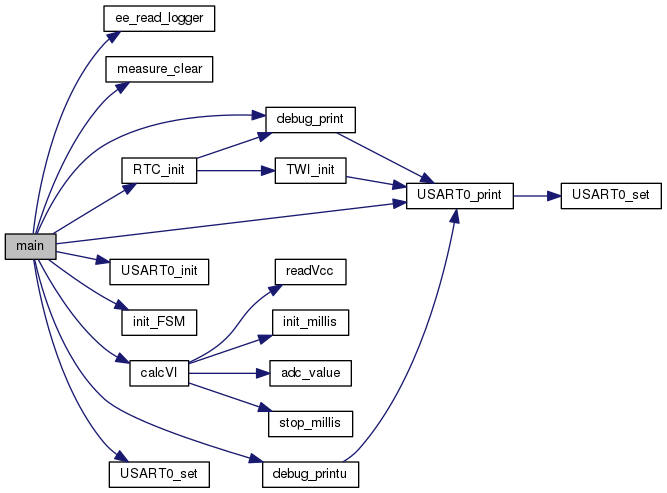 ee_read_logger
measure_clear
debug_print
RTC_init
TWI_init
USART0_print
USART0_set
main
USART0_init
readVcc
init_FSM
init_millis
calcVI
adc_value
stop_millis
USART0_set
debug_printu